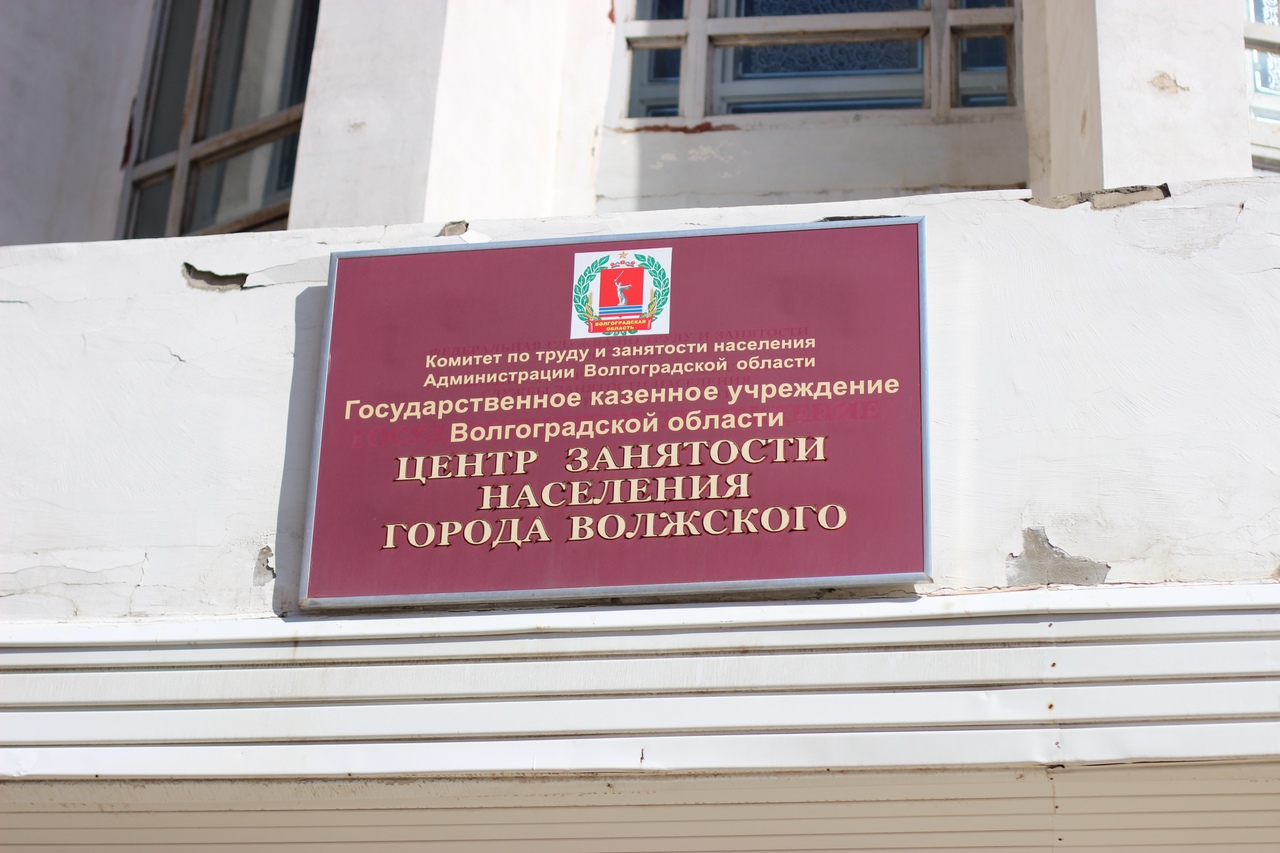 ВОЛГОГРАДСКАЯ
ОБЛАСТЬ
Комитет по труду и занятости населения
Администрации Волгоградской области
Государственное казенное учреждение
Волгоградской области
ЦЕНТР ЗАНЯТОСТИ
НАСЕЛЕНИЯ
ГОРОДА ВОЛЖСКОГО